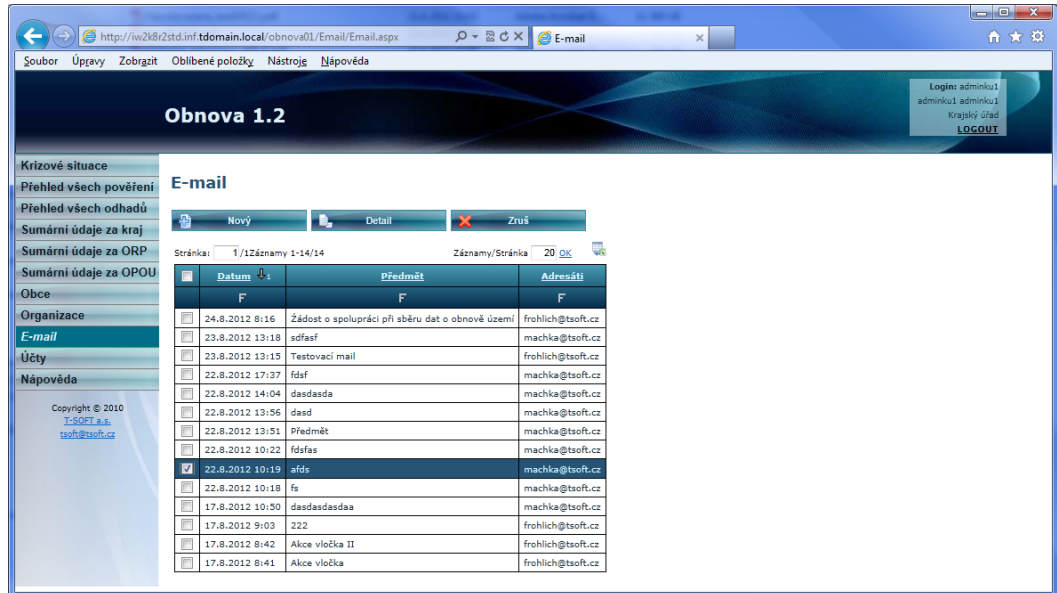 http://iw2k8r2std.inf.tdomain.local/obnova01/Email/Email.aspx
E-mail
Soubor Úpravy Zobrazit Oblíbené položky Nástroje Nápověda
Login: adminku1
adminku1 adminku1
Krajský úřad
LOGOUT
Obnova 1.2
Krizové situace
Přehled všech pověření
Přehled všech odhadů
Sumární údaje za kraj
Sumární údaje za ORP
Sumární údaje za OPOU
Obce
Organizace
E-mail
Účty
Nápověda
Copyright © 2010
T-SOFT a.s.
tsoft@tsoft.cz
E-mail
Nový Detail Zruš
Stránka: 1/1Záznamy 1-14/14 Záznamy/Stránka 20 OK
Datum 1 Předmět Adresáti
F F F
24.8.2012 8:16 Žádost o spolupráci při sběru dat o obnově území frohlich@tsoft.cz
23.8.2012 13:18 sdfasf machka@tsoft.cz
23.8.2012 13:15 Testovací mail frohlich@tsoft.cz
22.8.2012 17:37 fdsf machka@tsoft.cz
22.8.2012 14:04 dasdasda machka@tsoft.cz
22.8.2012 13:56 dasd machka@tsoft.cz
22.8.2012 13:51 Předmět machka@tsoft.cz
22.8.2012 10:22 fdsfas machka@tsoft.cz
22.8.2012 10:19 afds machka@tsoft.cz
22.8.2012 10:18 fs machka@tsoft.cz
17.8.2012 10:50 dasdasdasdaa machka@tsoft.cz
17.8.2012 9:03 222 frohlich@tsoft.cz
17.8.2012 8:42 Akce vločka II frohlich@tsoft.cz
17.8.2012 8:41 Akce vločka frohlich@tsoft.cz